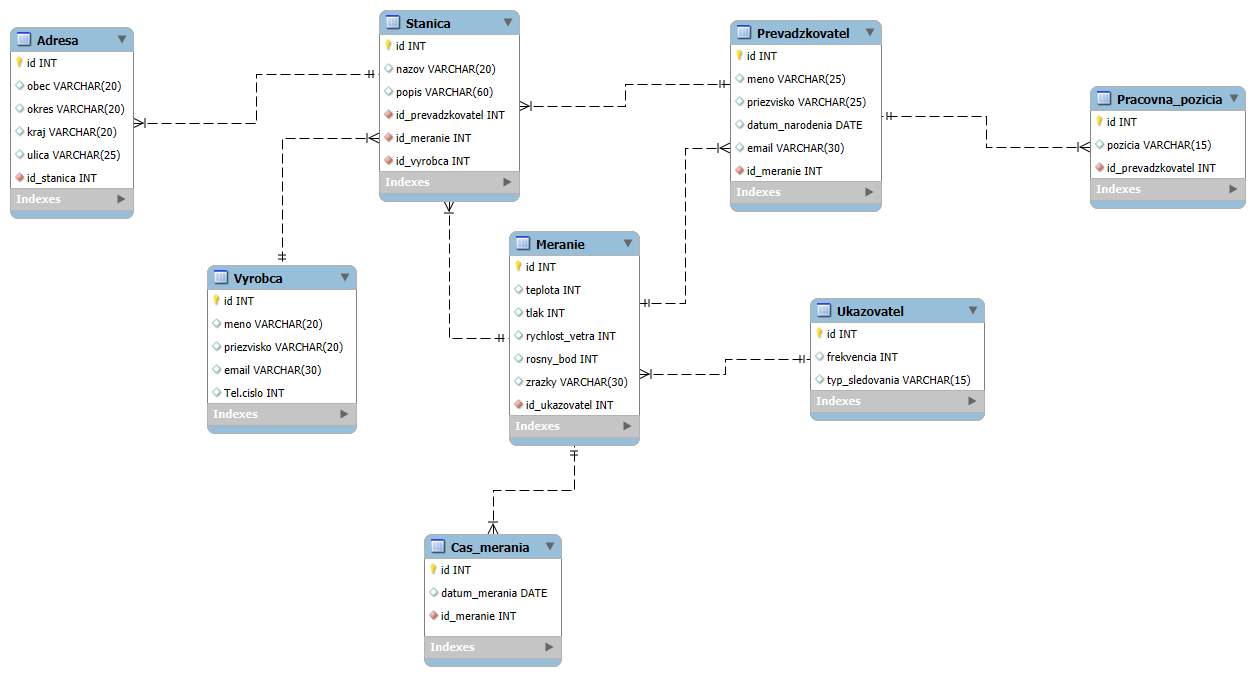 Adresa
id INT
obec VARCHAR(20)
okres VARCHAR(20)
kraj VARCHAR(20)
ulica VARCHAR(25)
id_stanica INT
Indexes
Stanica
id INT
nazov VARCHAR(20)
popis VARCHAR(60)
id_prevadzkovatel INT
id_meranie INT
id_vyrobca INT
Indexes
Prevadzkovatel
id INT
meno VARCHAR(25)
priezvisko VARCHAR(25)
datum_narodenia DATE
email VARCHAR(30)
id_meranie INT
Indexes
Pracovna_pozicia
id INT
pozicia VARCHAR(15)
id_prevadzkovatel INT
Indexes
Vyrobca
id INT
meno VARCHAR(20)
priezvisko VARCHAR(20)
email VARCHAR(30)
Tel.cislo INT
Indexes
Meranie
id INT
teplota INT
tlak INT
rychlost_vetra INT
rosny_bod INT
zrazky VARCHAR(30)
id_ukazovatel INT
Indexes
Ukazovatel
id INT
frekvencia INT
typ_sledovania VARCHAR(15)
Indexes
Cas_merania
id INT
datum_merania DATE
id_meranie INT
Indexes